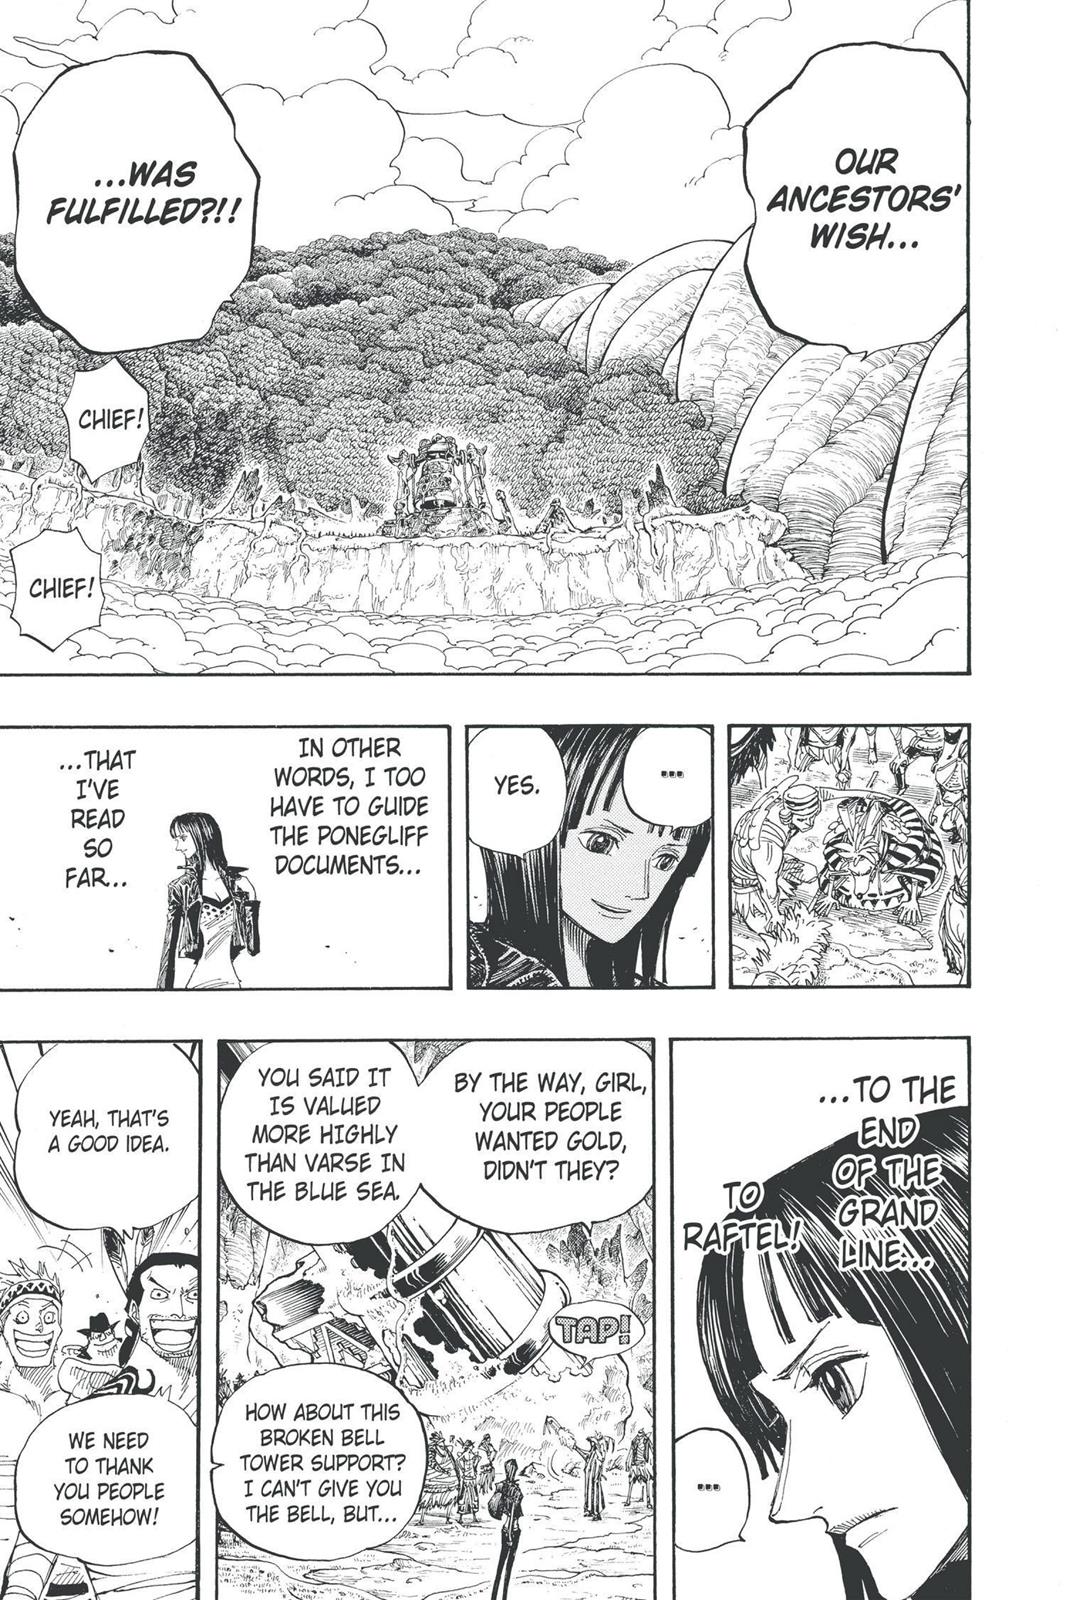 OUR
ANCESTORS'
WISH...
...WAS
FULFILLED?!!
CHIEF!
CHIEF!
...
YES.
IN OTHER
WORDS, I TOO
HAVE TO GUIDE
THE PONEGLIFF
DOCUMENTS...
...THAT
I'VE
READ
SO
FAR...
...TO THE
END
OF THE
GRAND
LINE...
TO
RAFTEL!
...
BY THE WAY, GIRL,
YOUR PEOPLE
WANTED GOLD,
DIDN'T THEY?
YOU SAID IT
IS VALUED
MORE HIGHLY
THAN VARSE IN
THE BLUE SEA.
TAP!
HOW ABOUT THIS
BROKEN BELL
TOWER SUPPORT?
I CAN'T GIVE YOU
THE BELL, BUT...
YEAH, THAT'S
A GOOD IDEA.
WE NEED
TO THANK
YOU PEOPLE
SOMEHOW!